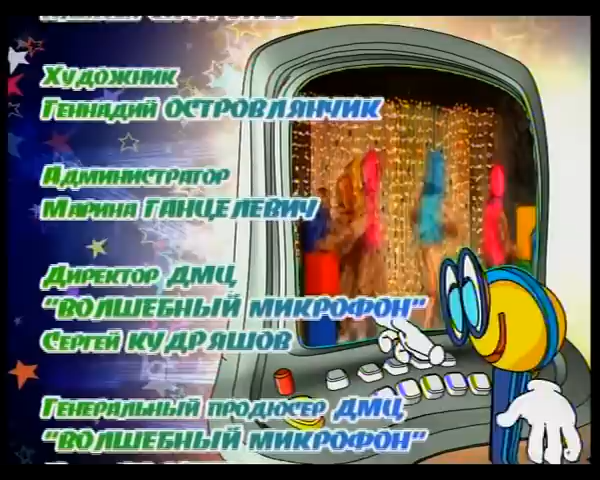 Художник
Геннадий ОСТРОВЛЯНЧИК
Администратор
Марина ГАНЦЕЛЕВИЧ
Директор ДМЦ
"ВОЛШЕБНЫЙ МИКРОФОН"
Сергей КУДРЯШОВ
Генеральный продюсер ДМЦ
"ВОЛШЕБНЫЙ МИКРОФОН"